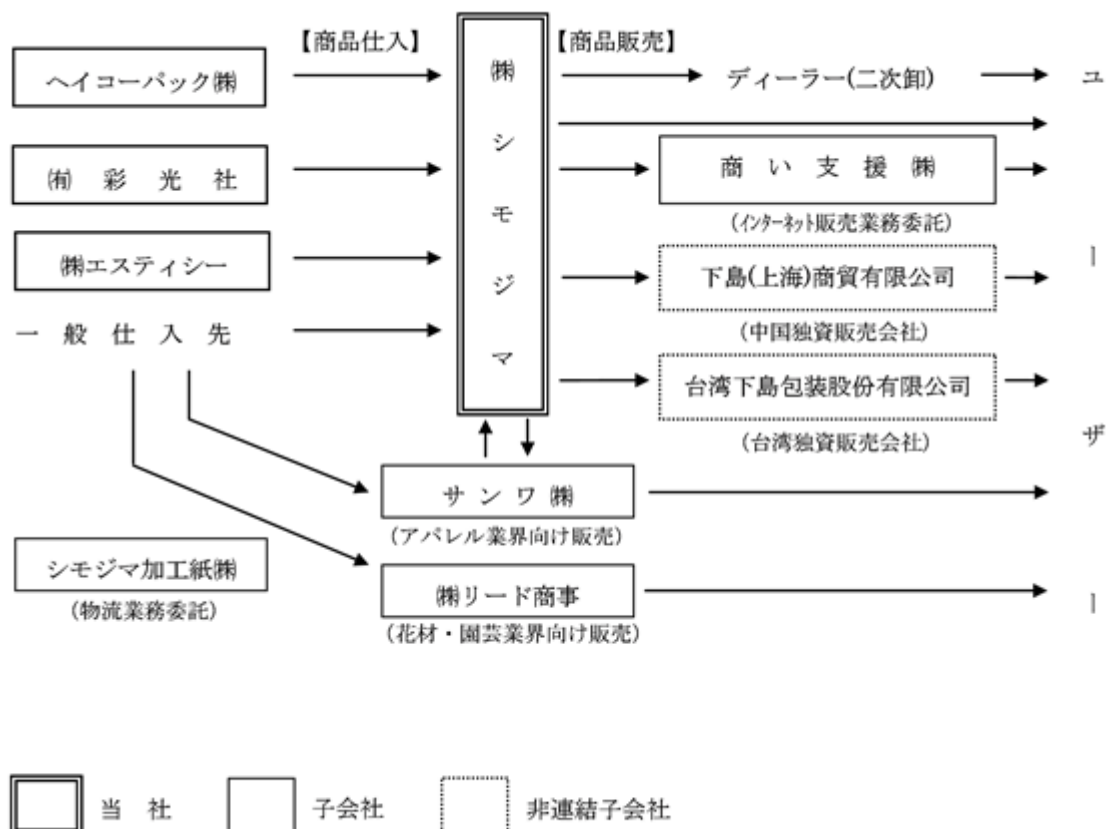 【商品仕入】
【商品販売】
ヘイコーパック㈱
㈲ 彩 光 社
㈱エスティシー
一 般 仕 入 先
㈱シモジマ
ディーラー(二次卸)
商 い 支 援 ㈱
(インターネット販売業務委託)
下島(上海)商貿有限公司
(中国独資販売会社)
台湾下島包装股份有限公司
(台湾独資販売会社)
ユーザー
サ ン ワ ㈱
(アパレル業界向け販売)
シモジマ加工紙㈱
(物流業務委託)
㈱リード商事
(花材・園芸業界向け販売)
当 社
子会社
非連結子会社